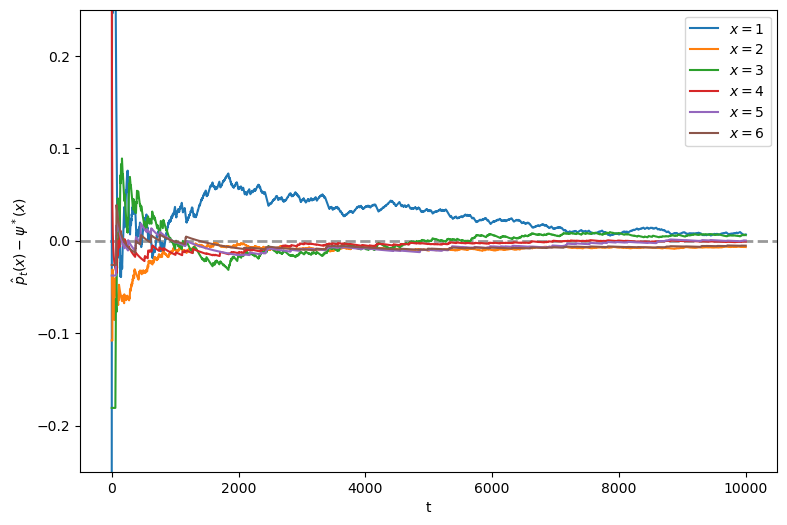 0.2
0.1
0.0
−0.1
−0.2
p̂ₜ(x) − ψ*(x)
0
2000
4000
6000
8000
10000
t
x = 1
x = 2
x = 3
x = 4
x = 5
x = 6